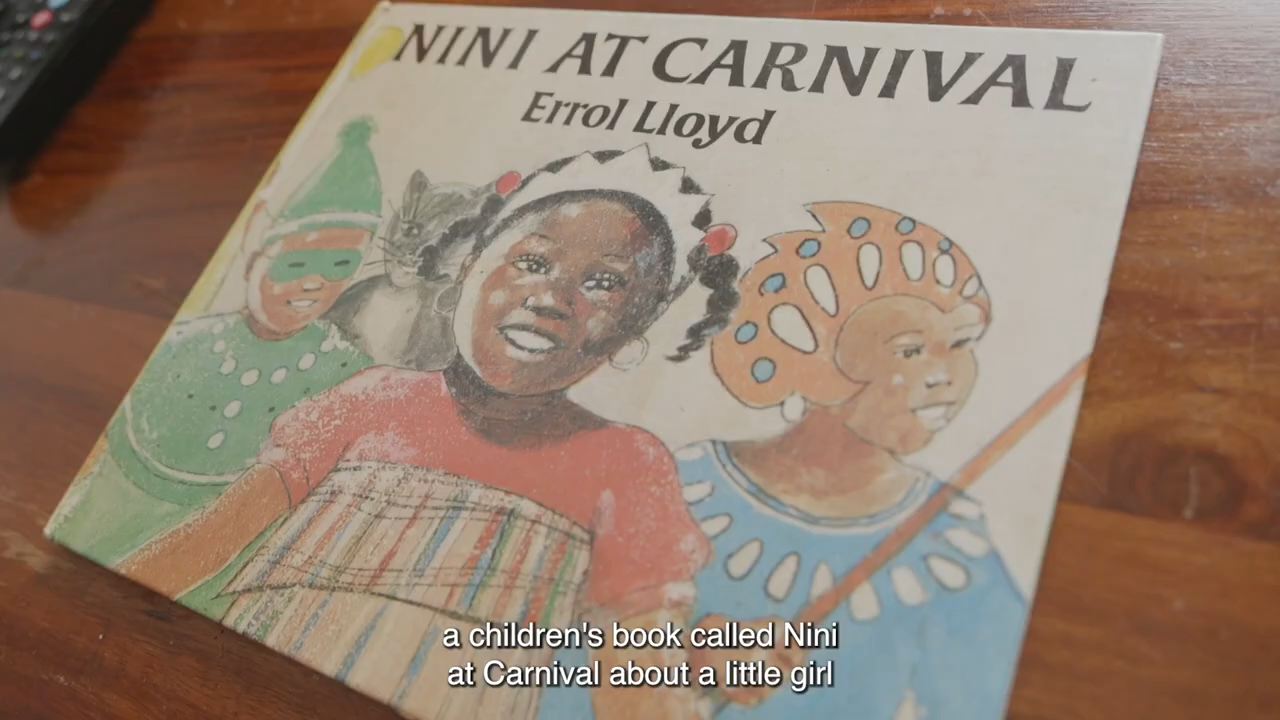 NINI AT CARNIVAL
Errol Lloyd
a children's book called Nini
at Carnival about a little girl